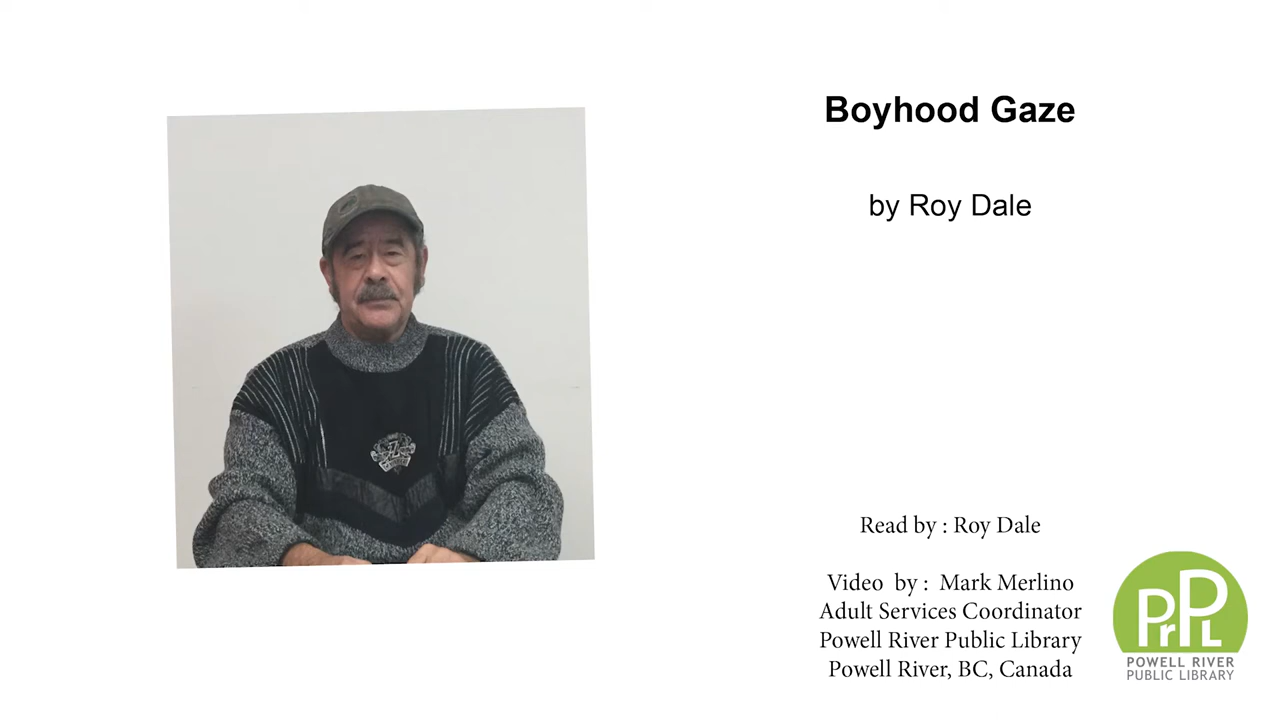 Boyhood Gaze
by Roy Dale
Read by : Roy Dale
Video by : Mark Merlino
Adult Services Coordinator
Powell River Public Library
Powell River, BC, Canada
PrPL
POWELL RIVER
PUBLIC LIBRARY